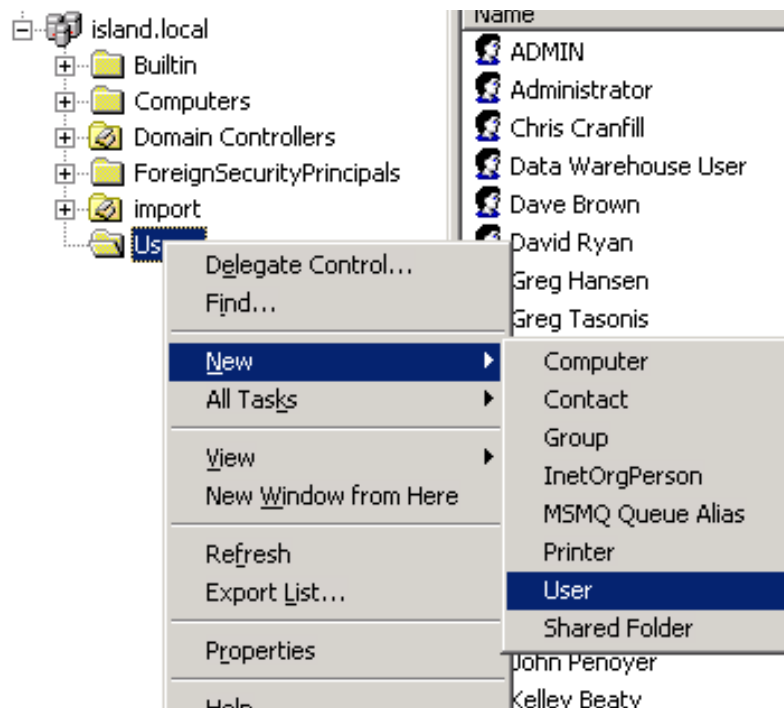 island.local
Builtin
Computers
Domain Controllers
ForeignSecurityPrincipals
import
Us
Name
ADMIN
Administrator
Chris Cranfill
Data Warehouse User
Dave Brown
David Ryan
Greg Hansen
Greg Tasonis
John Penoyer
Kelley Beaty
Delegate Control...
Find...
New
All Tasks
View
New Window from Here
Refresh
Export List...
Properties
Help
Computer
Contact
Group
InetOrgPerson
MSMQ Queue Alias
Printer
User
Shared Folder